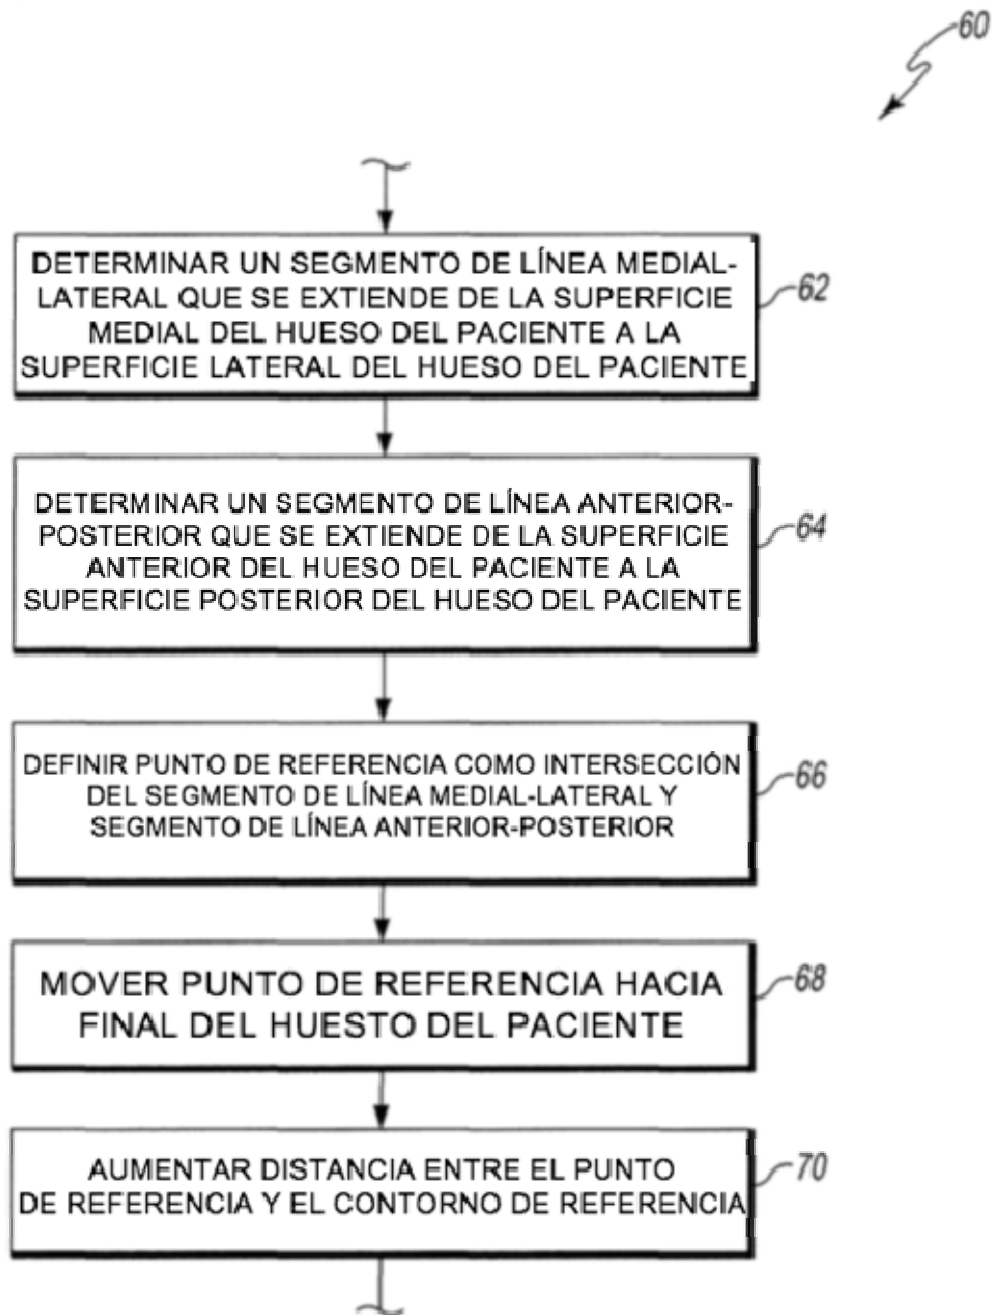 60
DETERMINAR UN SEGMENTO DE LÍNEA MEDIAL-
LATERAL QUE SE EXTIENDE DE LA SUPERFICIE
MEDIAL DEL HUESO DEL PACIENTE A LA
SUPERFICIE LATERAL DEL HUESO DEL PACIENTE
62
DETERMINAR UN SEGMENTO DE LÍNEA ANTERIOR-
POSTERIOR QUE SE EXTIENDE DE LA SUPERFICIE
ANTERIOR DEL HUESO DEL PACIENTE A LA
SUPERFICIE POSTERIOR DEL HUESO DEL PACIENTE
64
DEFINIR PUNTO DE REFERENCIA COMO INTERSECCIÓN
DEL SEGMENTO DE LÍNEA MEDIAL-LATERAL Y
SEGMENTO DE LÍNEA ANTERIOR-POSTERIOR
66
MOVER PUNTO DE REFERENCIA HACIA
FINAL DEL HUESTO DEL PACIENTE
68
AUMENTAR DISTANCIA ENTRE EL PUNTO
DE REFERENCIA Y EL CONTORNO DE REFERENCIA
70